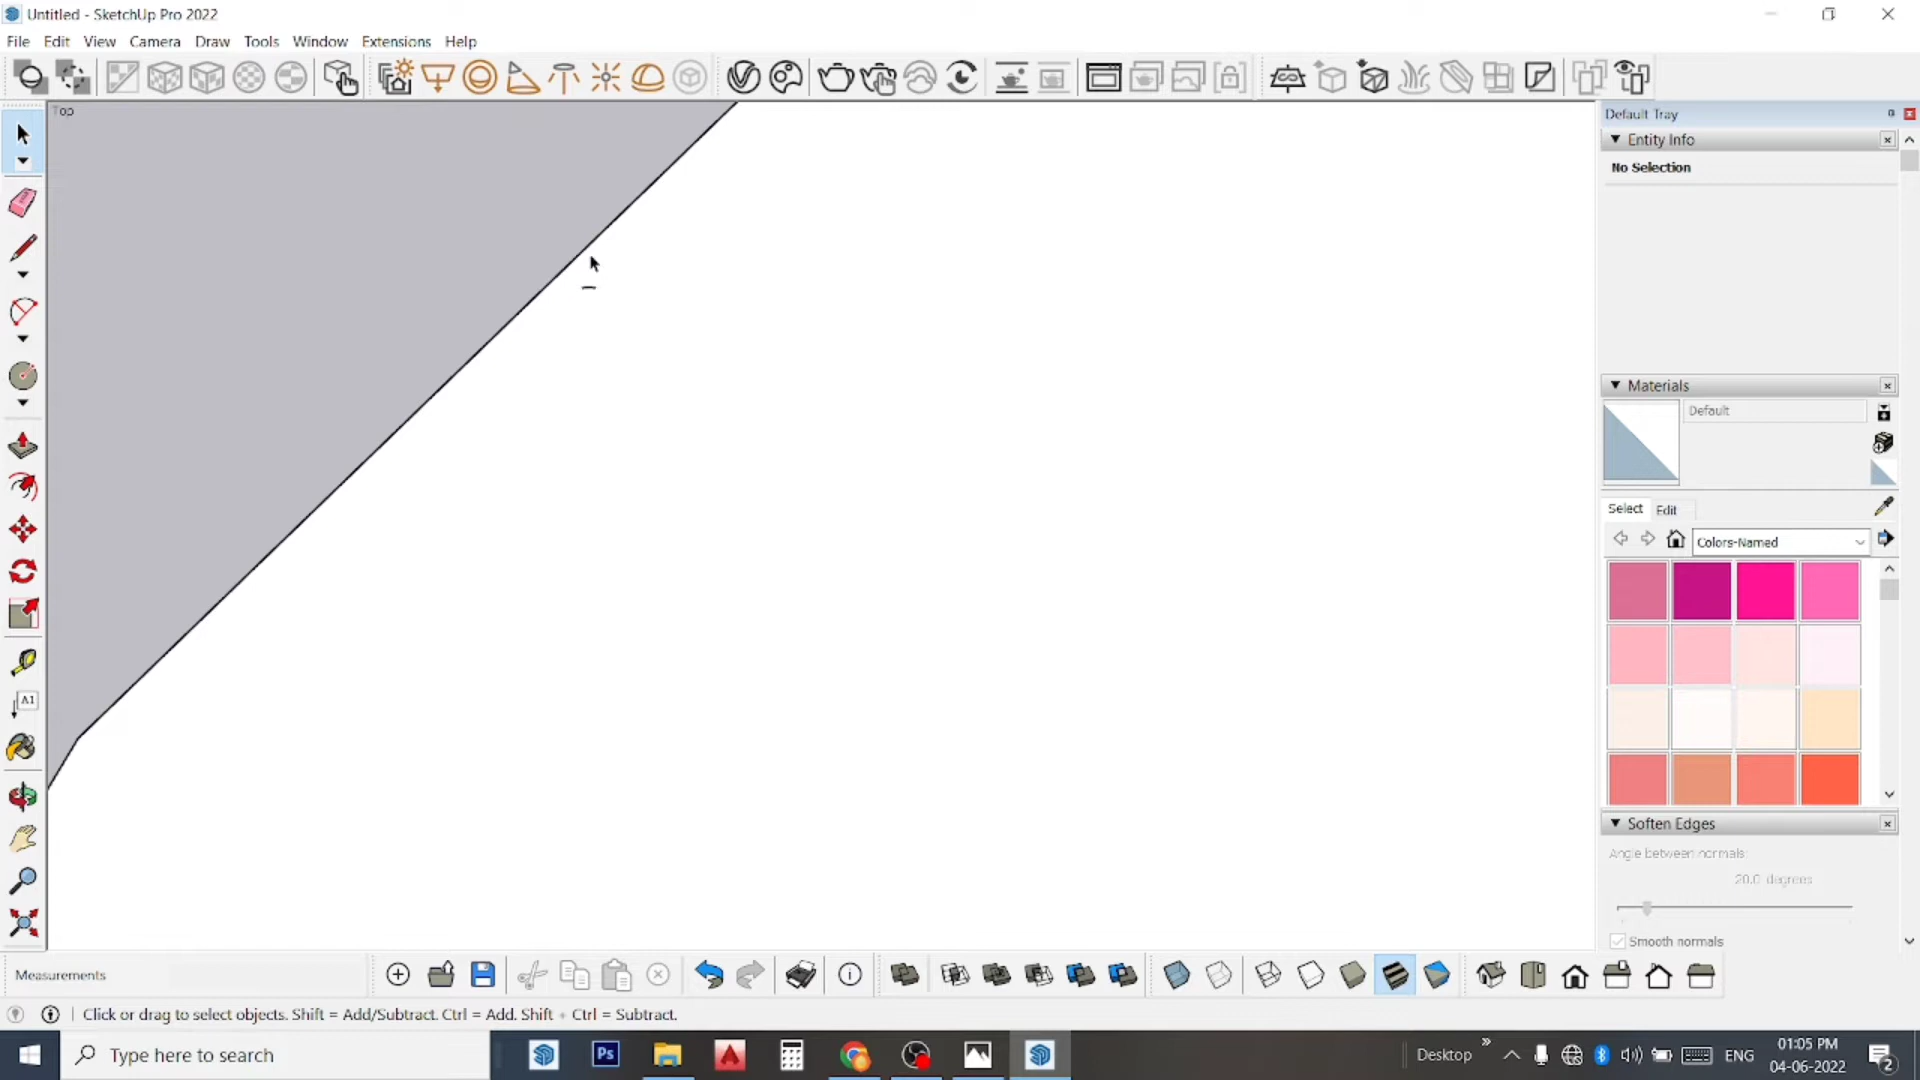 Untitled - SketchUp Pro 2022
File Edit View Camera Draw Tools Window Extensions Help
Top
Default Tray
Entity Info
No Selection
Materials
Default
Select Edit
Colors-Named
Soften Edges
Angle between normals:
20.0 degrees
Smooth normals
A1
Measurements
Click or drag to select objects. Shift = Add/Subtract. Ctrl = Add. Shift + Ctrl = Subtract.
Type here to search
Ps
Desktop
ENG
01:05 PM
04-06-2022
2